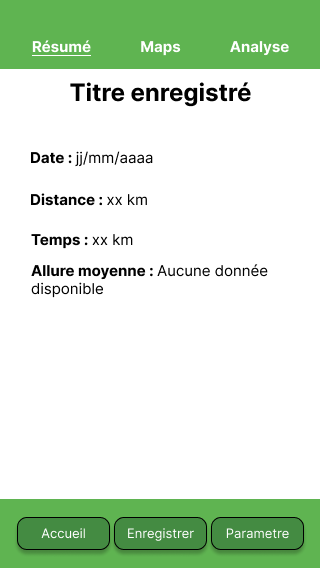 Résumé Maps Analyse
Titre enregistré
Date : jj/mm/aaaa
Distance : xx km
Temps : xx km
Allure moyenne : Aucune donnée
disponible
Accueil Enregistrer Parametre